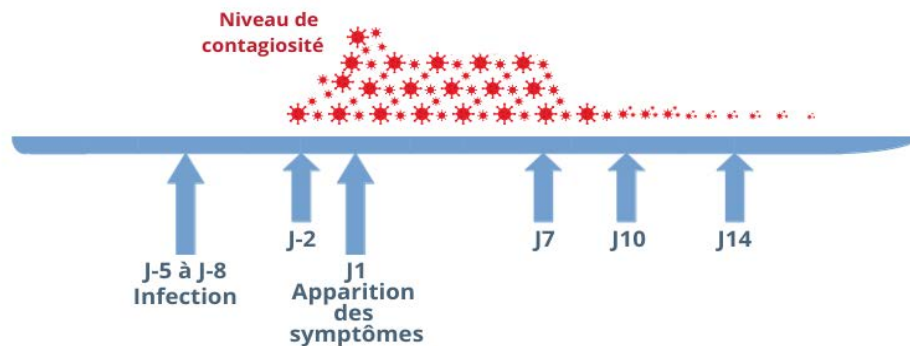 Niveau de
contagiosité
J-2
J7
J10
J14
J-5 à J-8
Infection
J1
Apparition
des
symptômes